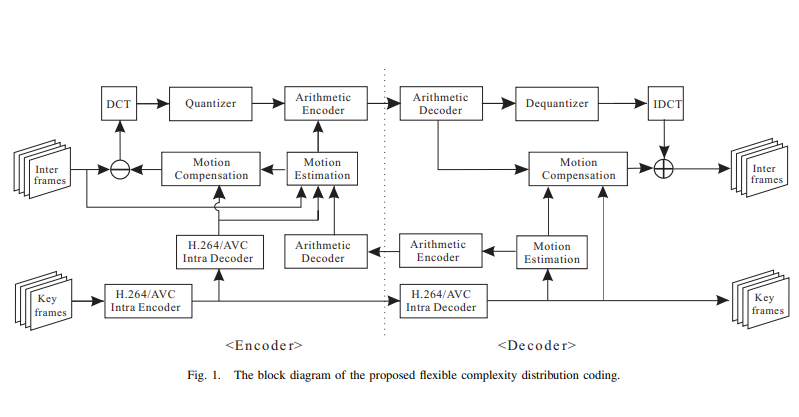 DCT
Quantizer
Arithmetic
Encoder
Arithmetic
Decoder
Dequantizer
IDCT
Inter
frames
Motion
Compensation
Motion
Estimation
Motion
Compensation
Inter
frames
H.264/AVC
Intra Decoder
Arithmetic
Decoder
Arithmetic
Encoder
Motion
Estimation
Key
frames
H.264/AVC
Intra Encoder
H.264/AVC
Intra Decoder
Key
frames
<Encoder>
<Decoder>
Fig. 1. The block diagram of the proposed flexible complexity distribution coding.